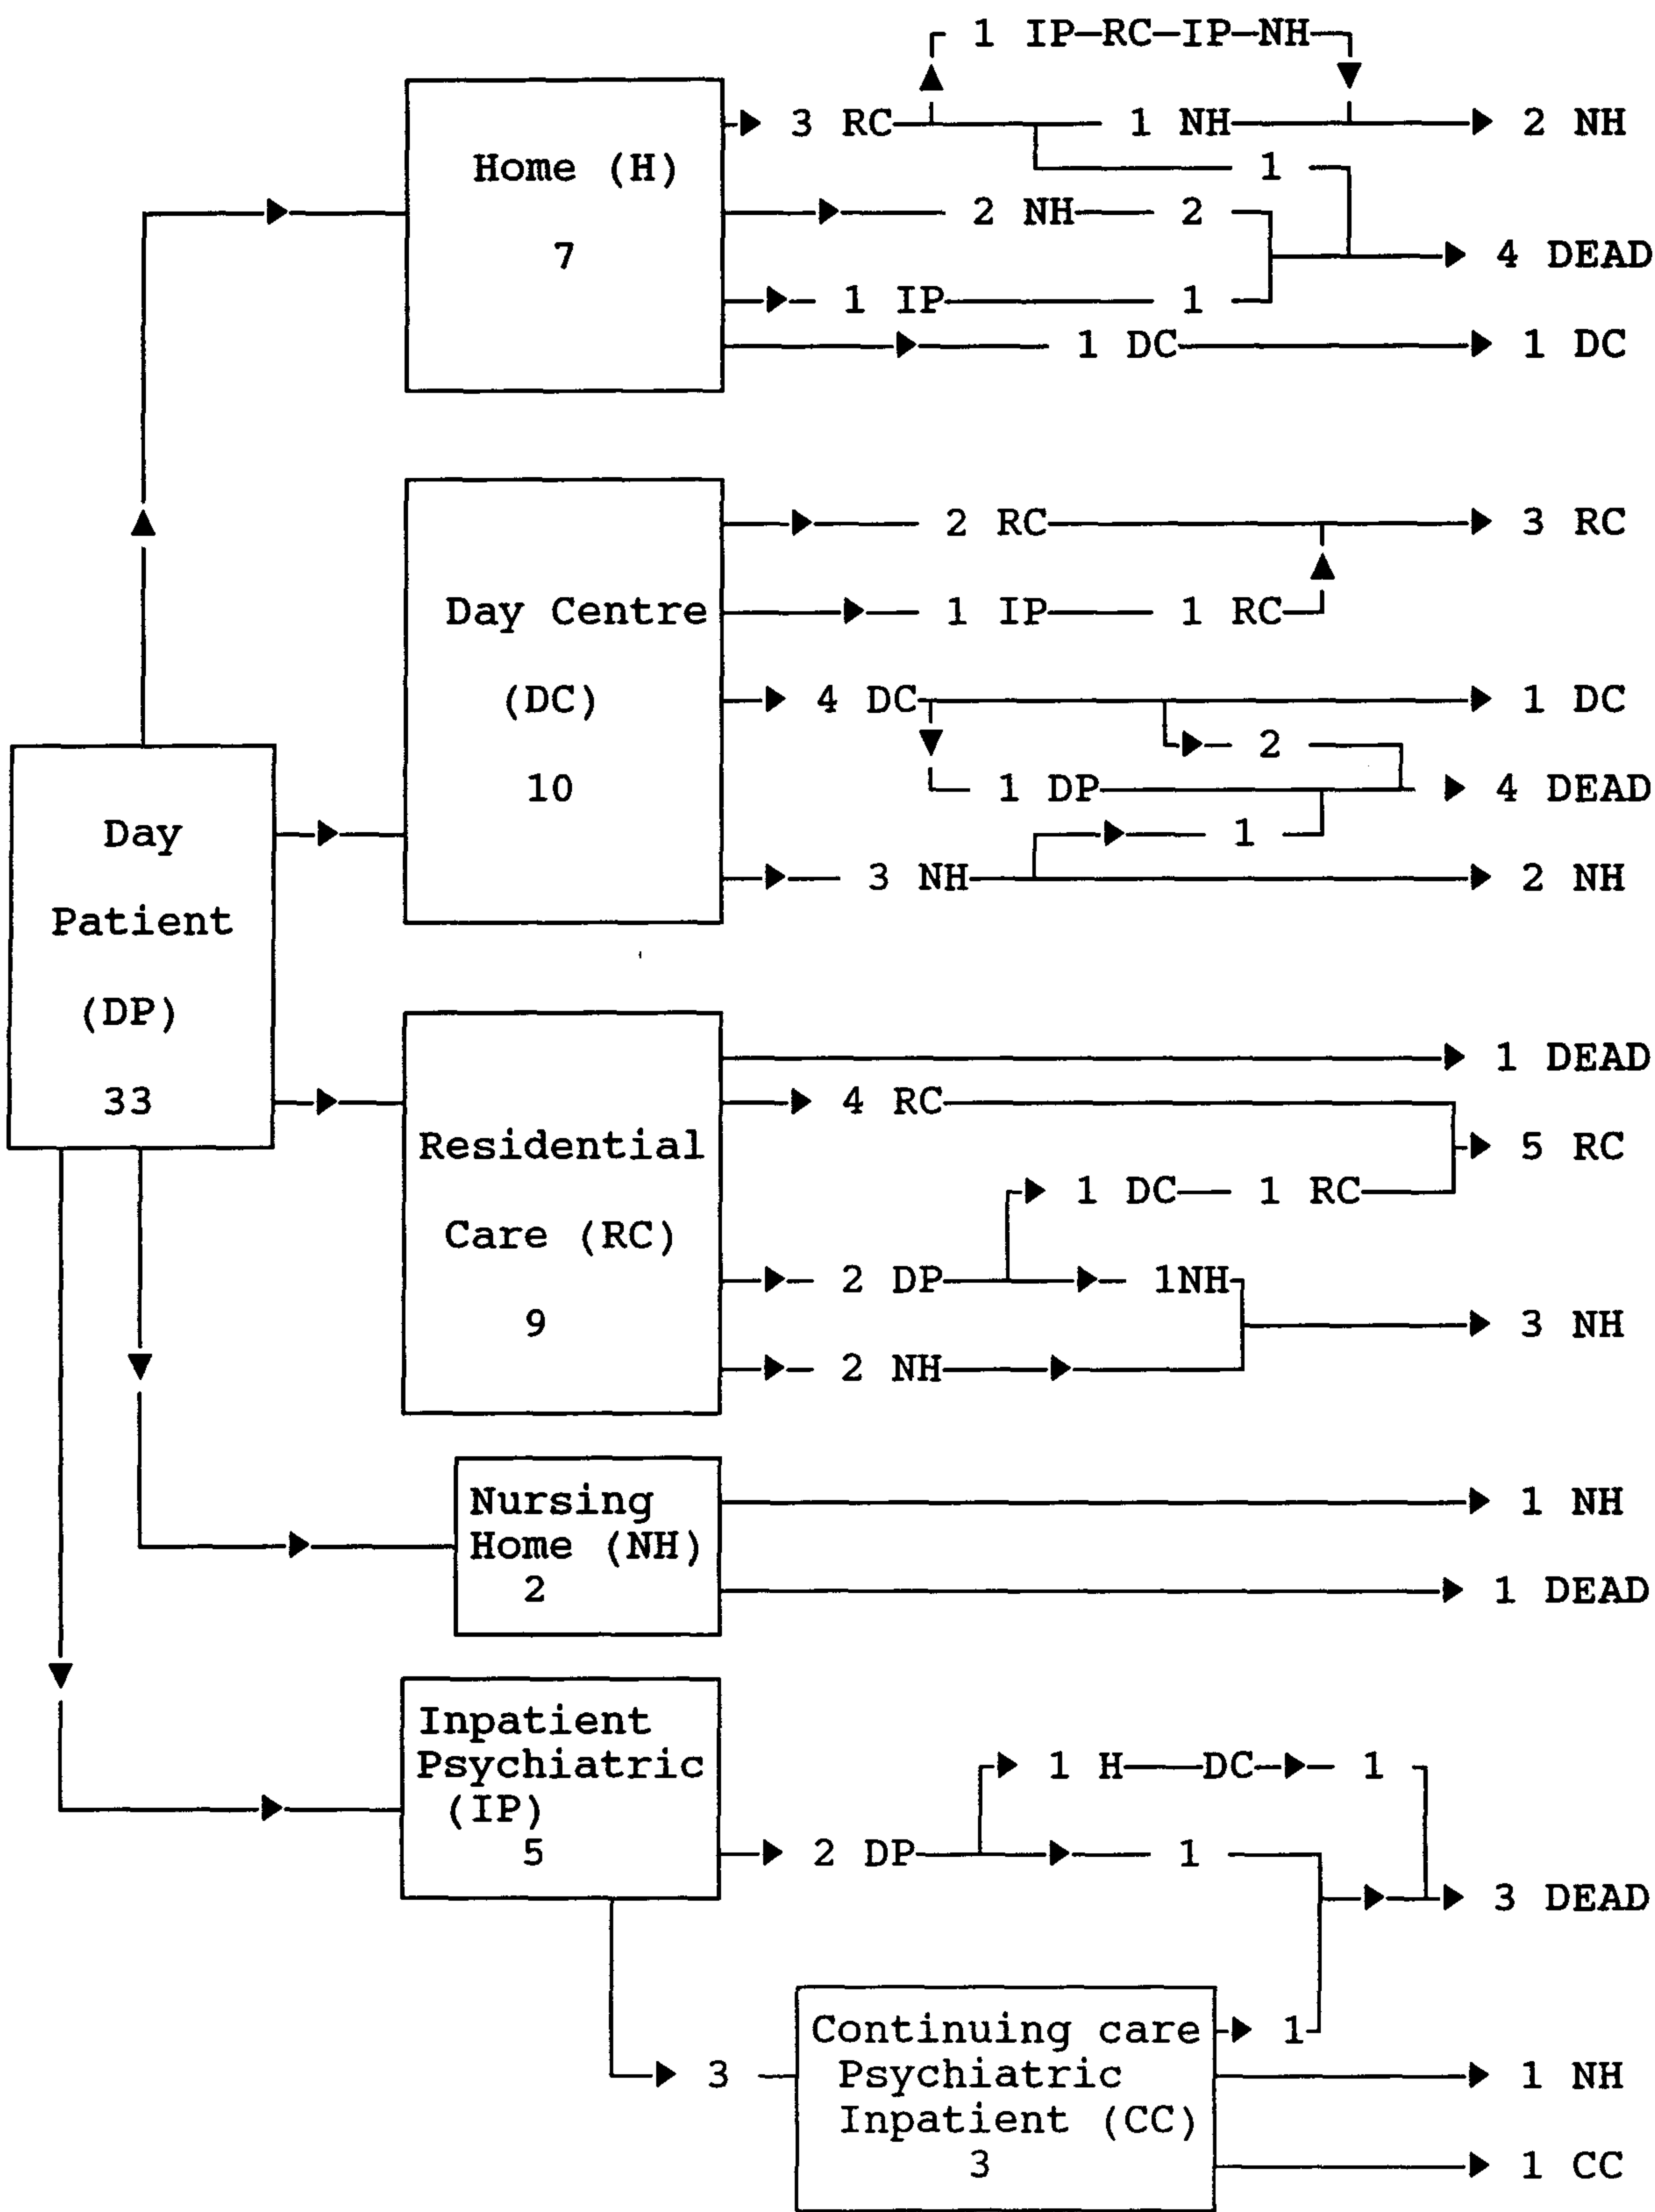 1 IP—RC—IP—NH
3 RC 1 NH 2 NH
Home (H) 1
2 NH 2
7 4 DEAD
1 IP 1
1 DC 1 DC
2 RC 3 RC
Day Centre 1 IP 1 RC
(DC) 4 DC 1 DC
2
10 1 DP 4 DEAD
Day 1
3 NH 2 NH
Patient
(DP)
1 DEAD
33 4 RC
Residential 5 RC
1 DC 1 RC
Care (RC)
2 DP 1NH
9 3 NH
2 NH
Nursing 1 NH
Home (NH)
2 1 DEAD
Inpatient
Psychiatric 1 H DC 1
(IP)
5 2 DP 1
3 DEAD
Continuing care 1
3 Psychiatric 1 NH
Inpatient (CC)
3 1 CC